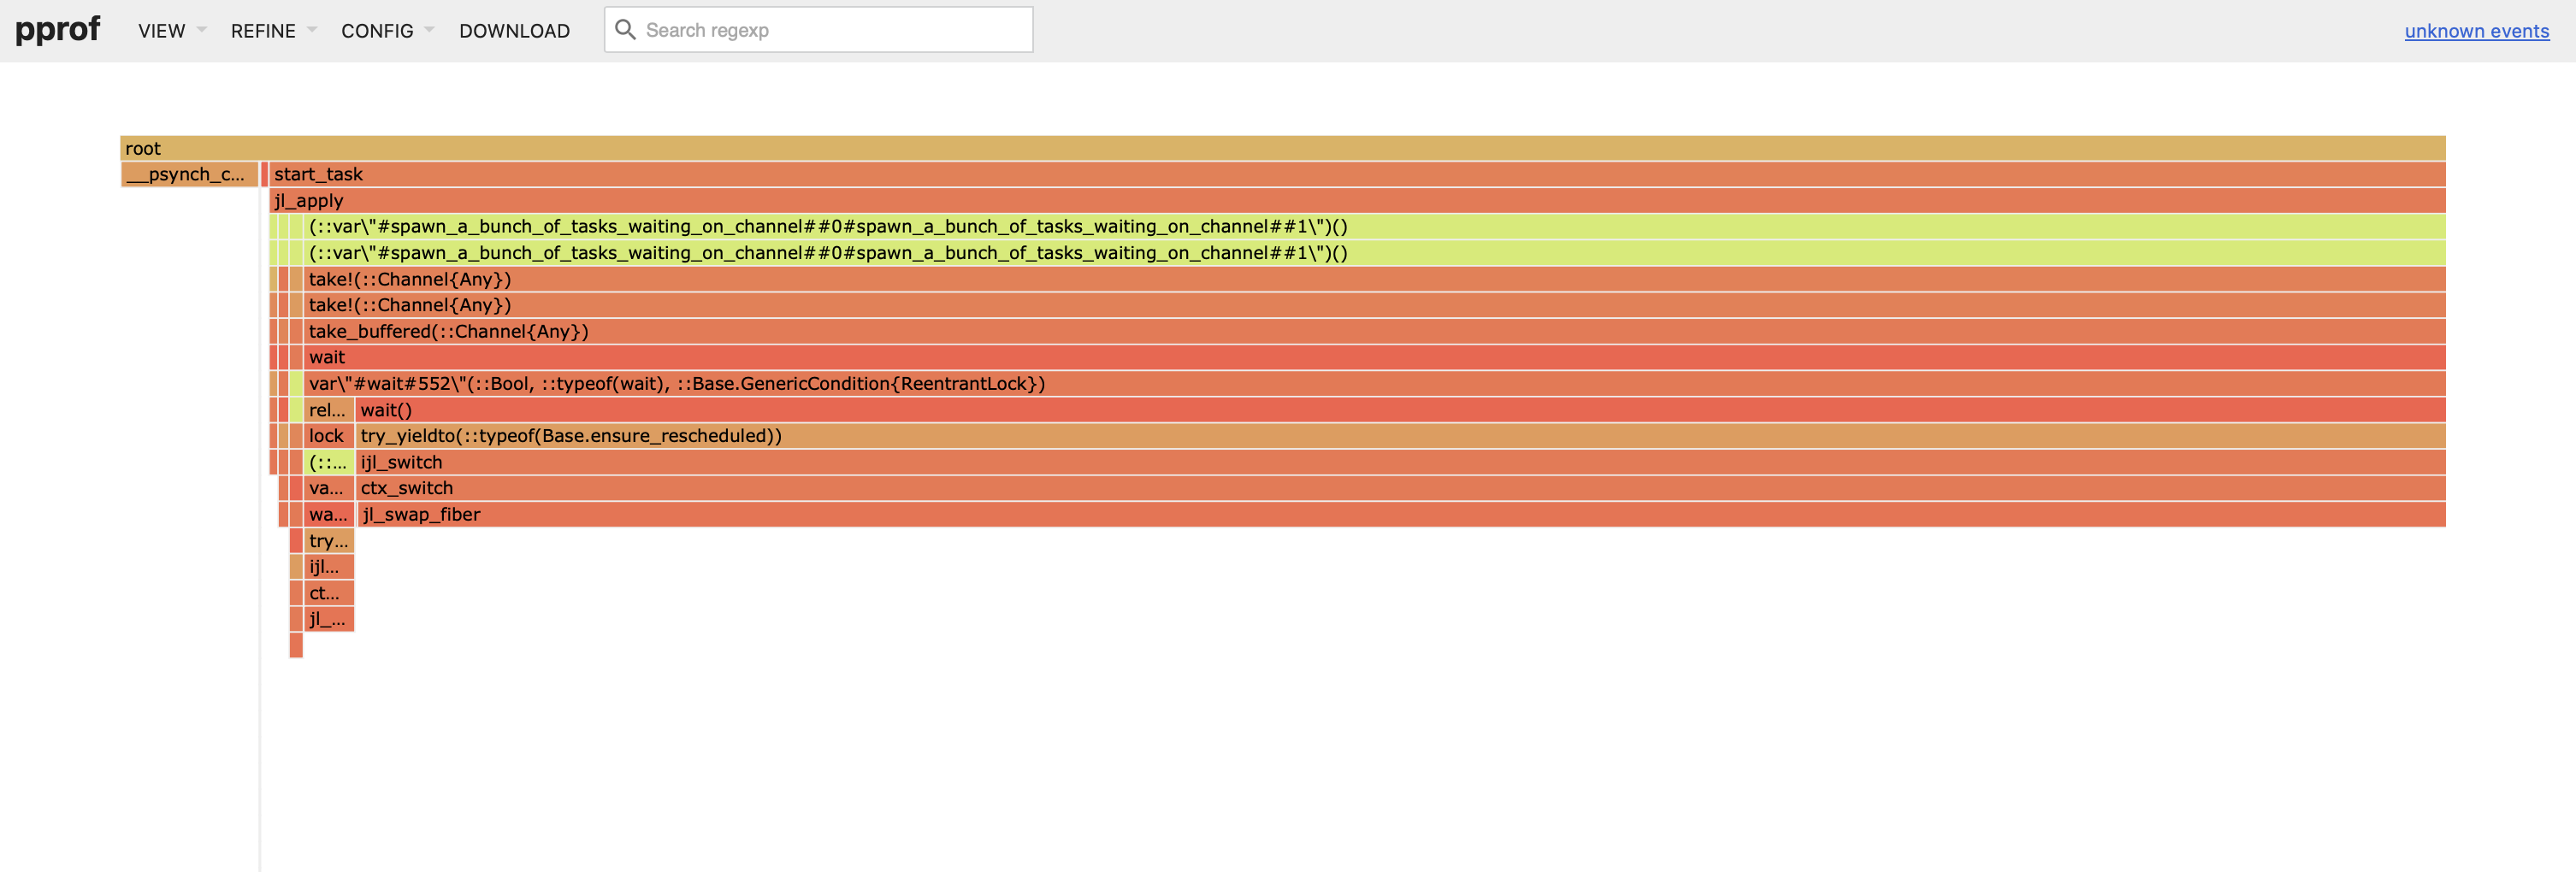 pprof VIEW REFINE CONFIG DOWNLOAD Search regexp unknown events
root
__psynch_c... start_task
jl_apply
(::var\"#spawn_a_bunch_of_tasks_waiting_on_channel##0#spawn_a_bunch_of_tasks_waiting_on_channel##1\")()
(::var\"#spawn_a_bunch_of_tasks_waiting_on_channel##0#spawn_a_bunch_of_tasks_waiting_on_channel##1\")()
take!(::Channel{Any})
take!(::Channel{Any})
take_buffered(::Channel{Any})
wait
var\"#wait#552\"(::Bool, ::typeof(wait), ::Base.GenericCondition{ReentrantLock})
rel... wait()
lock try_yieldto(::typeof(Base.ensure_rescheduled))
(::... ijl_switch
va... ctx_switch
wa... jl_swap_fiber
try...
ijl...
ct...
jl_...